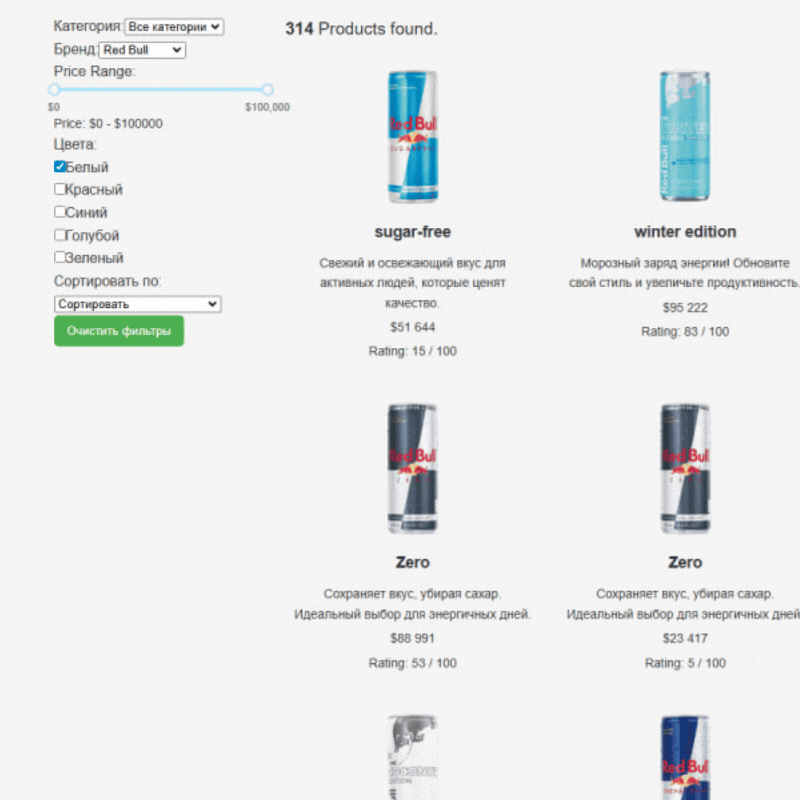 Категория: Все категории
Бренд: Red Bull
Price Range:
$0 $100,000
Price: $0 - $100000
Цвета:
Белый
Красный
Синий
Голубой
Зеленый
Сортировать по:
Сортировать
Очистить фильтры
314 Products found.
Red Bull
sugar-free
Свежий и освежающий вкус для
активных людей, которые ценят
качество.
$51 644
Rating: 15 / 100
Red Bull
winter edition
Морозный заряд энергии! Обновите
свой стиль и увеличьте продуктивность.
$95 222
Rating: 83 / 100
Red Bull
Zero
Сохраняет вкус, убирая сахар.
Идеальный выбор для энергичных дней.
$88 991
Rating: 53 / 100
Red Bull
Zero
Сохраняет вкус, убирая сахар.
Идеальный выбор для энергичных дней
$23 417
Rating: 5 / 100
Red Bull